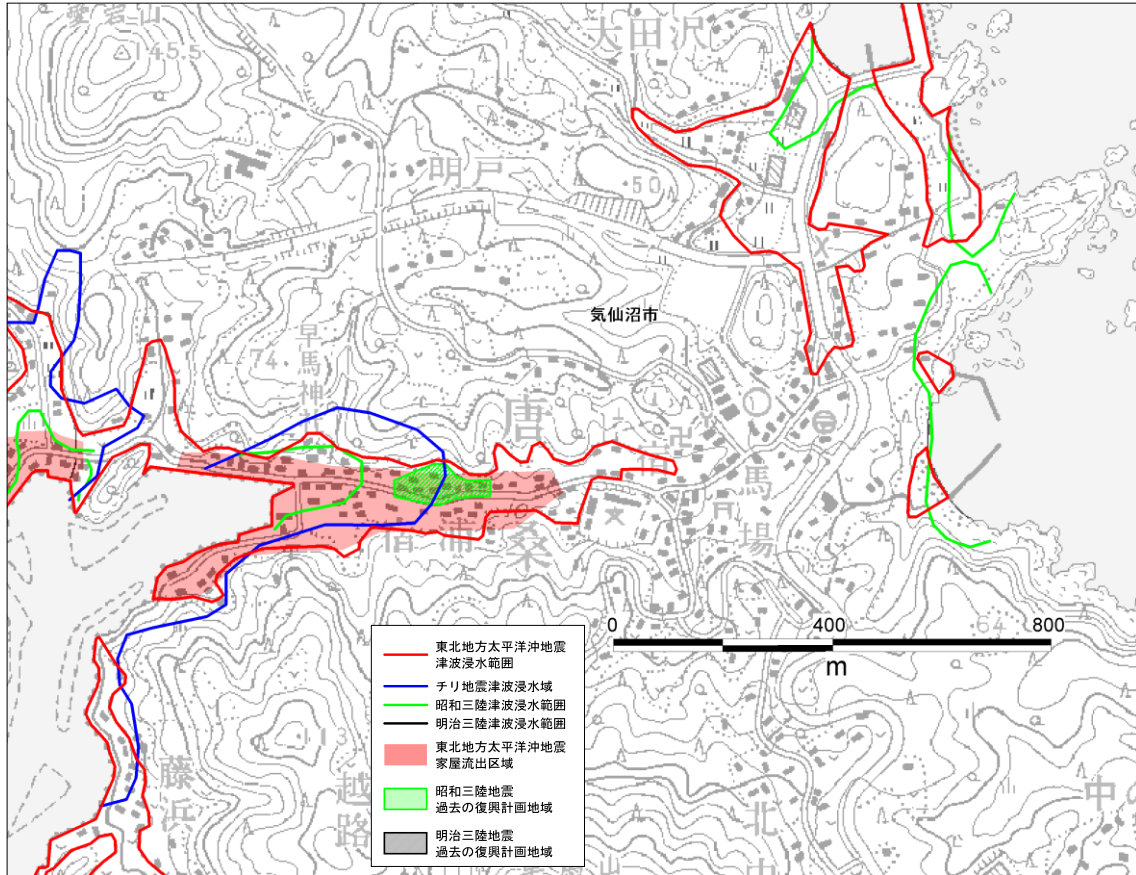 大田沢
145.5
明戸
50
気仙沼市
74
早馬神社
唐
桑
馬
場
宿浦
0 400 800
m
64
東北地方太平洋沖地震
津波浸水範囲
チリ地震津波浸水域
昭和三陸津波浸水範囲
明治三陸津波浸水範囲
東北地方太平洋沖地震
家屋流出区域
昭和三陸地震
過去の復興計画地域
明治三陸地震
過去の復興計画地域
113
藤浜
越路
北
中
中の